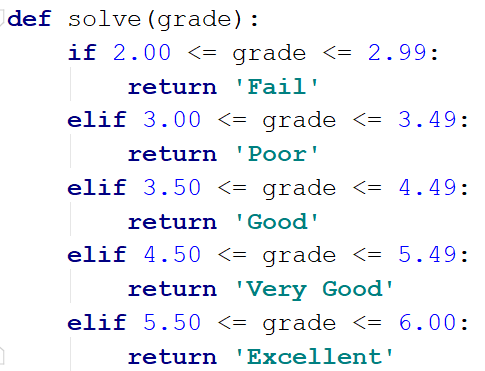 def solve(grade):
    if 2.00 <= grade <= 2.99:
        return 'Fail'
    elif 3.00 <= grade <= 3.49:
        return 'Poor'
    elif 3.50 <= grade <= 4.49:
        return 'Good'
    elif 4.50 <= grade <= 5.49:
        return 'Very Good'
    elif 5.50 <= grade <= 6.00:
        return 'Excellent'